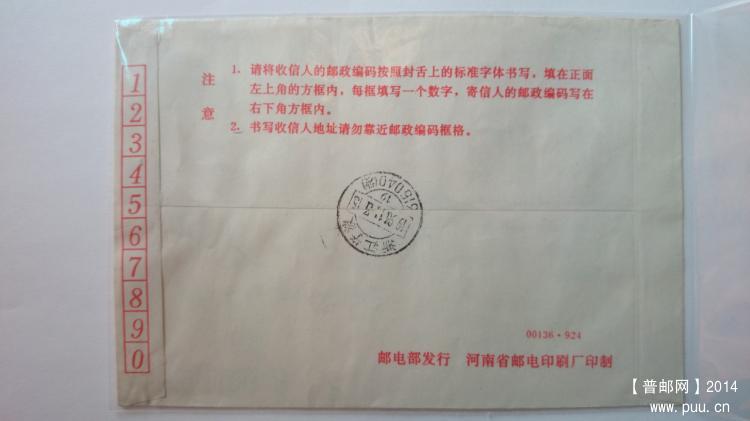 注意
1. 请将收信人的邮政编码按照封舌上的标准字体书写，填在正面
左上角的方框内，每框填写一个数字，寄信人的邮政编码写在
右下角方框内。
2. 书写收信人地址请勿靠近邮政编码框格。
1
2
3
4
5
6
7
8
9
0
00136·924
邮电部发行 河南省邮电印刷厂印制
【普邮网】2014
www.puu.cn